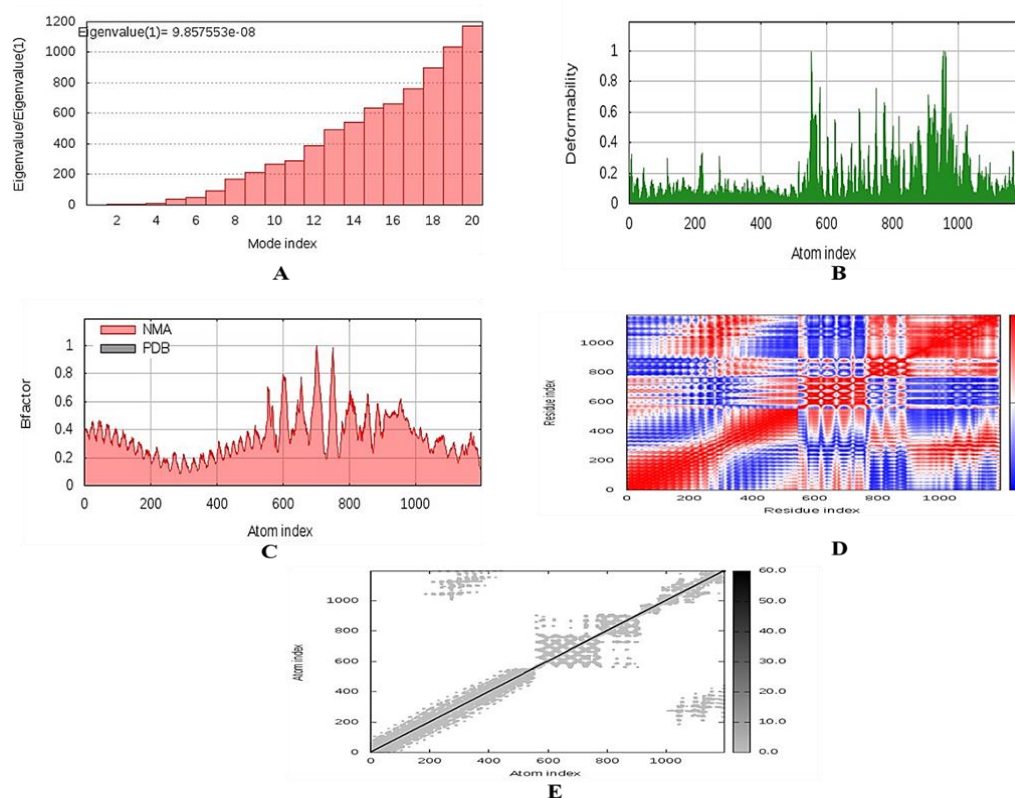 Eigenvalue(1)= 9.857553e-08
Eigenvalue/Eigenvalue(1)
1200
1000
800
600
400
200
0
2 4 6 8 10 12 14 16 18 20
Mode index
A
Deformability
1
0.8
0.6
0.4
0.2
0
0 200 400 600 800 1000
Atom index
B
NMA
PDB
Bfactor
1
0.8
0.6
0.4
0.2
0
0 200 400 600 800 1000
Atom index
C
Residue index
1000
800
600
400
200
0
0 200 400 600 800 1000
Residue index
D
Atom index
1000
800
600
400
200
0
0 200 400 600 800 1000
Atom index
60.0
50.0
40.0
30.0
20.0
10.0
0.0
E